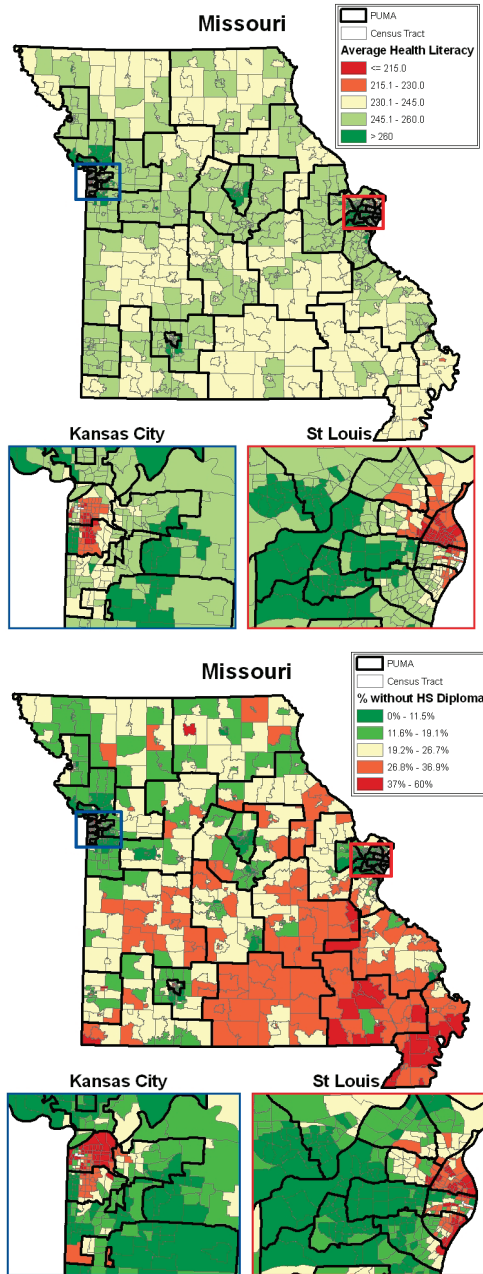 Missouri
PUMA
Census Tract
Average Health Literacy
<= 215.0
215.1 - 230.0
230.1 - 245.0
245.1 - 260.0
> 260
Kansas City
St Louis
Missouri
PUMA
Census Tract
% without HS Diploma
0% - 11.5%
11.6% - 19.1%
19.2% - 26.7%
26.8% - 36.9%
37% - 60%
Kansas City
St Louis